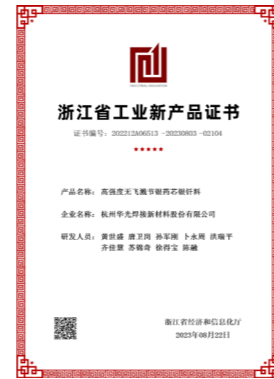 浙江省工业新产品证书
证书编号：202212A06513 -20230803 -02104
产品名称：高强度无飞溅节银药芯银钎料
企业名称：杭州华光焊接新材料股份有限公司
研发人员：黄世盛 唐卫岗 孙军刚 卜永周 洪瑞平
齐佳慧 苏锦奇 徐得宝 陈融
浙江省经济和信息化厅
2023年08月22日